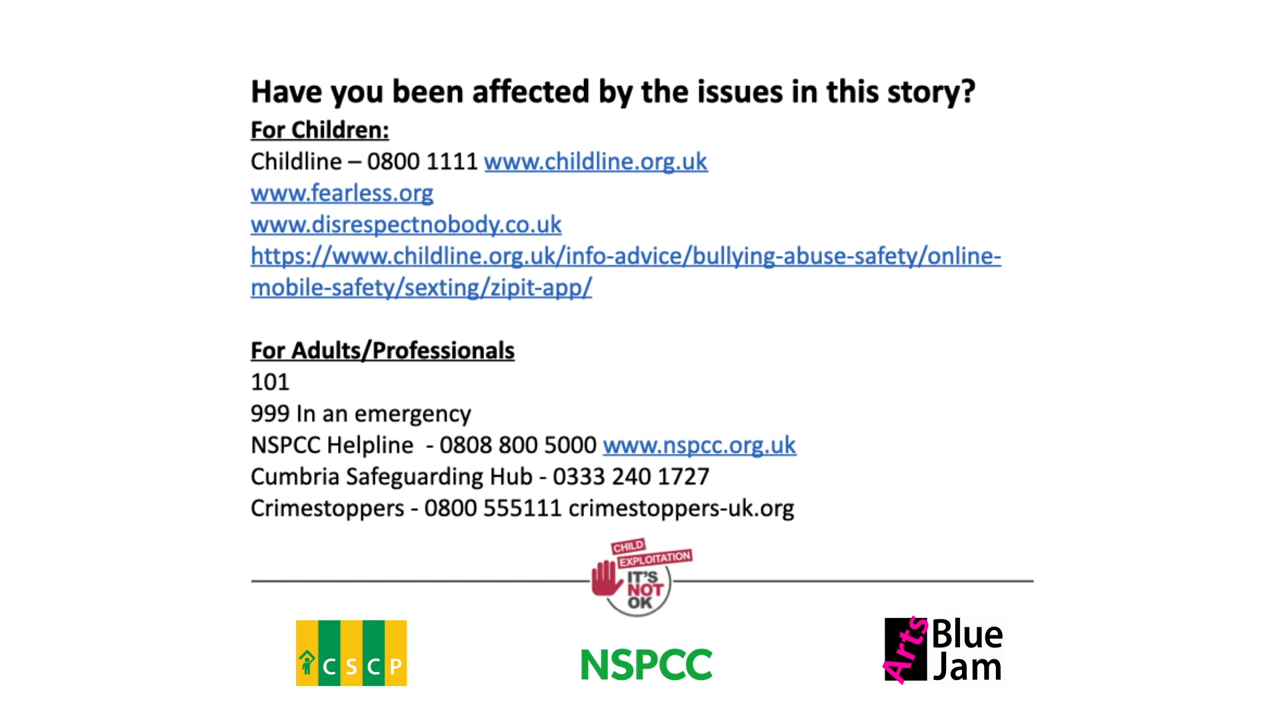 Have you been affected by the issues in this story?
For Children:
Childline – 0800 1111 www.childline.org.uk
www.fearless.org
www.disrespectnobody.co.uk
https://www.childline.org.uk/info-advice/bullying-abuse-safety/online-
mobile-safety/sexting/zipit-app/
For Adults/Professionals
101
999 In an emergency
NSPCC Helpline  - 0808 800 5000 www.nspcc.org.uk
Cumbria Safeguarding Hub - 0333 240 1727
Crimestoppers - 0800 555111 crimestoppers-uk.org
CHILD
EXPLOITATION
IT'S
NOT
OK
CSCP
NSPCC
Arts
Blue
Jam